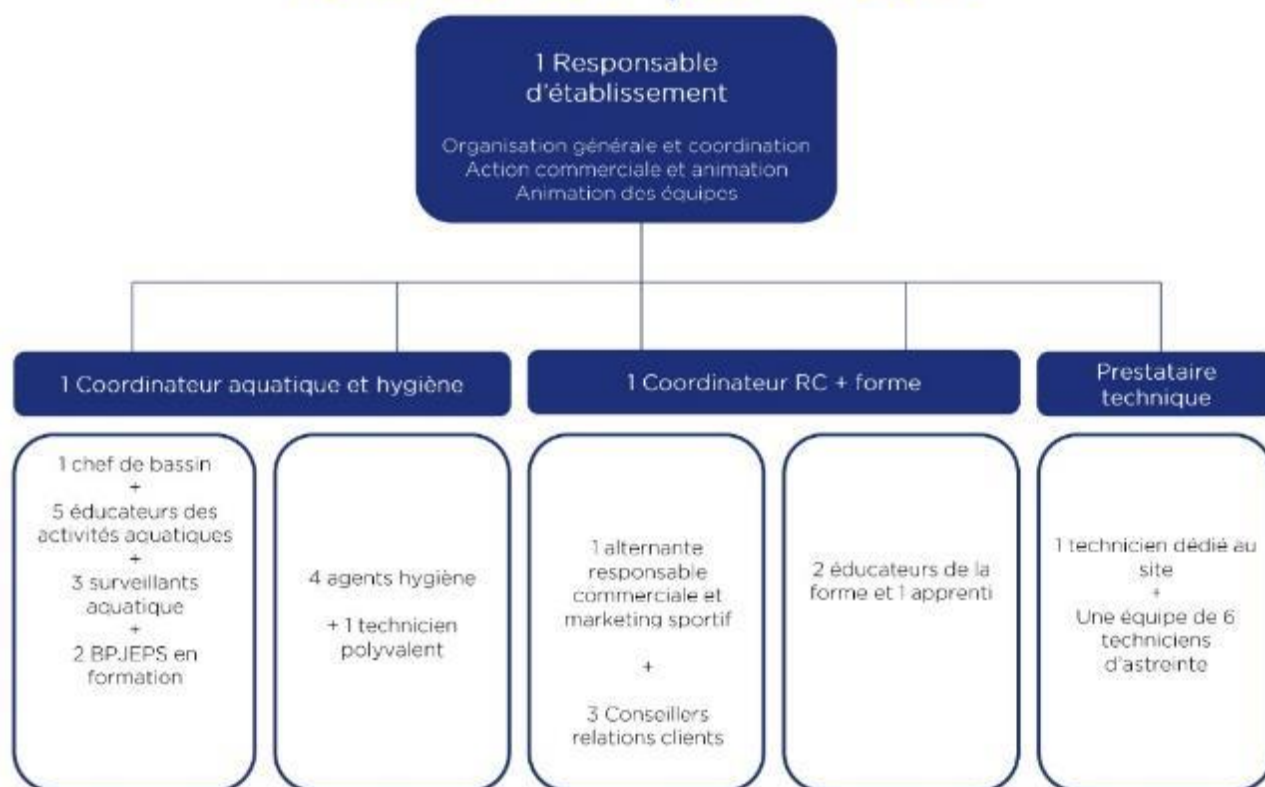 1 Responsable
d'établissement
Organisation générale et coordination
Action commerciale et animation
Animation des équipes
1 Coordinateur aquatique et hygiène
1 Coordinateur RC + forme
Prestataire
technique
1 chef de bassin
+
5 éducateurs des
activités aquatiques
+
3 surveillants
aquatique
+
2 BPJEPS en
formation
4 agents hygiène
+ 1 technicien
polyvalent
1 alternante
responsable
commerciale et
marketing sportif
+
3 Conseillers
relations clients
2 éducateurs de la
forme et 1 apprenti
1 technicien dédié au
site
+
Une équipe de 6
techniciens
d'astreinte